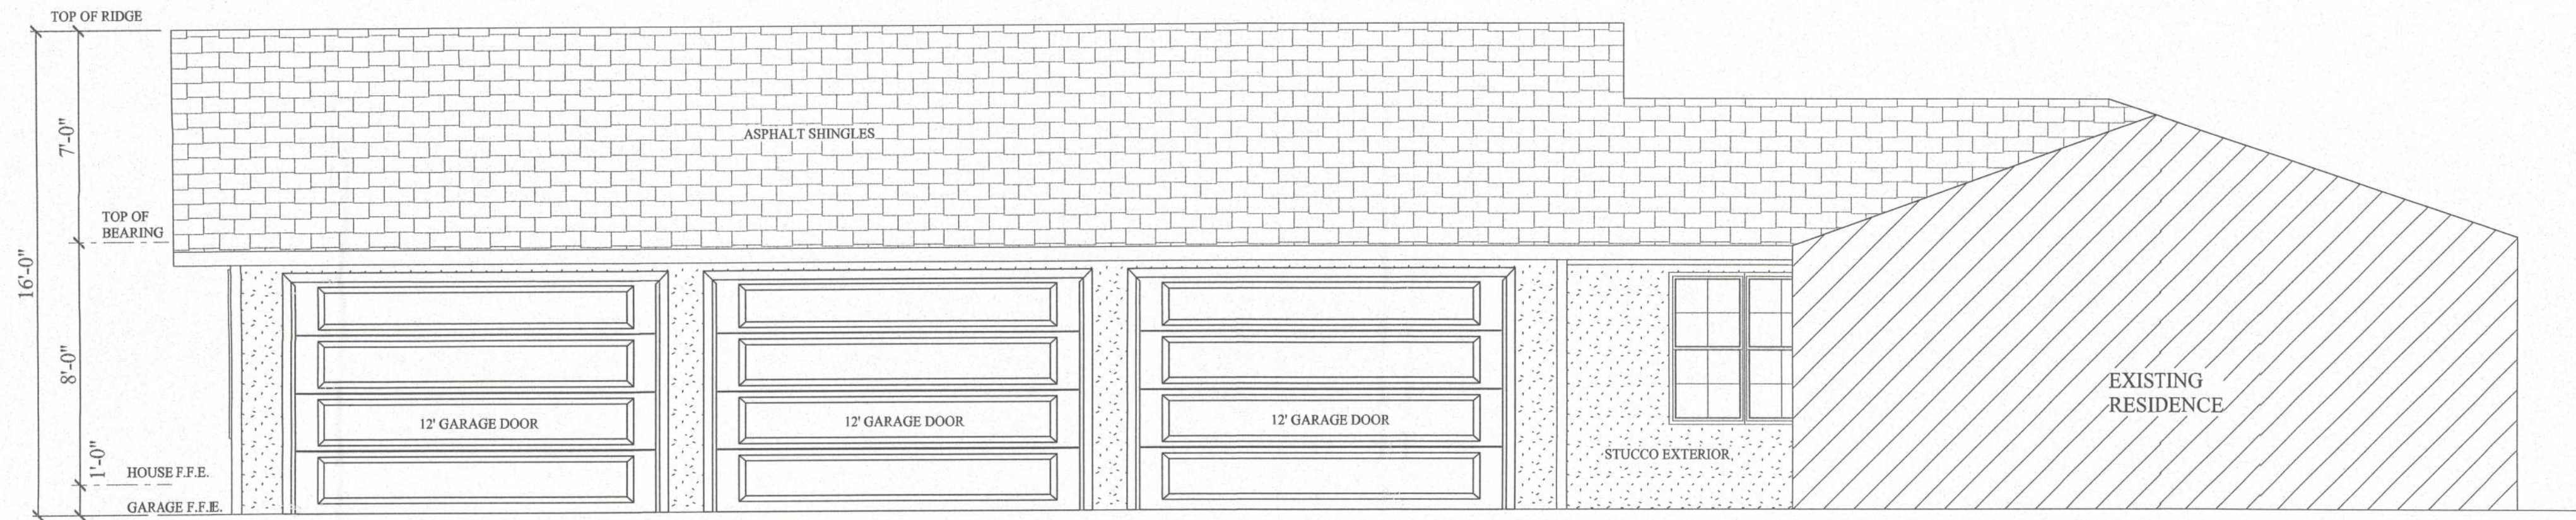 TOP OF RIDGE
7'-0"
ASPHALT SHINGLES
TOP OF
BEARING
16'-0"
8'-0"
12' GARAGE DOOR
12' GARAGE DOOR
12' GARAGE DOOR
EXISTING
RESIDENCE
STUCCO EXTERIOR
1'-0"
HOUSE F.F.E.
GARAGE F.F.E.